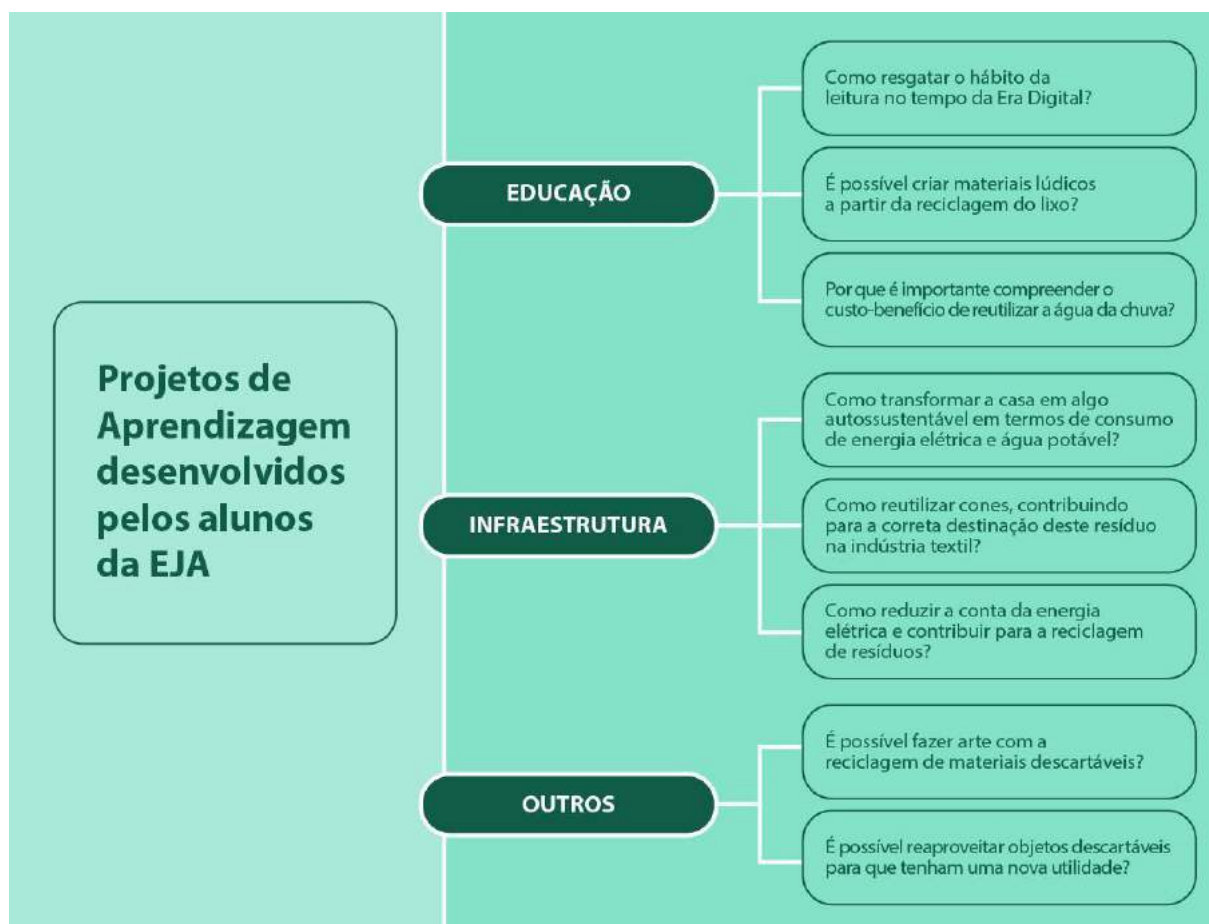 Projetos de
Aprendizagem
desenvolvidos
pelos alunos
da EJA
EDUCAÇÃO
Como resgatar o hábito da
leitura no tempo da Era Digital?
É possível criar materiais lúdicos
a partir da reciclagem do lixo?
Por que é importante compreender o
custo-benefício de reutilizar a água da chuva?
INFRAESTRUTURA
Como transformar a casa em algo
autossustentável em termos de consumo
de energia elétrica e água potável?
Como reutilizar cones, contribuindo
para a correta destinação deste resíduo
na indústria textil?
Como reduzir a conta da energia
elétrica e contribuir para a reciclagem
de resíduos?
OUTROS
É possível fazer arte com a
reciclagem de materiais descartáveis?
É possível reaproveitar objetos descartáveis
para que tenham uma nova utilidade?